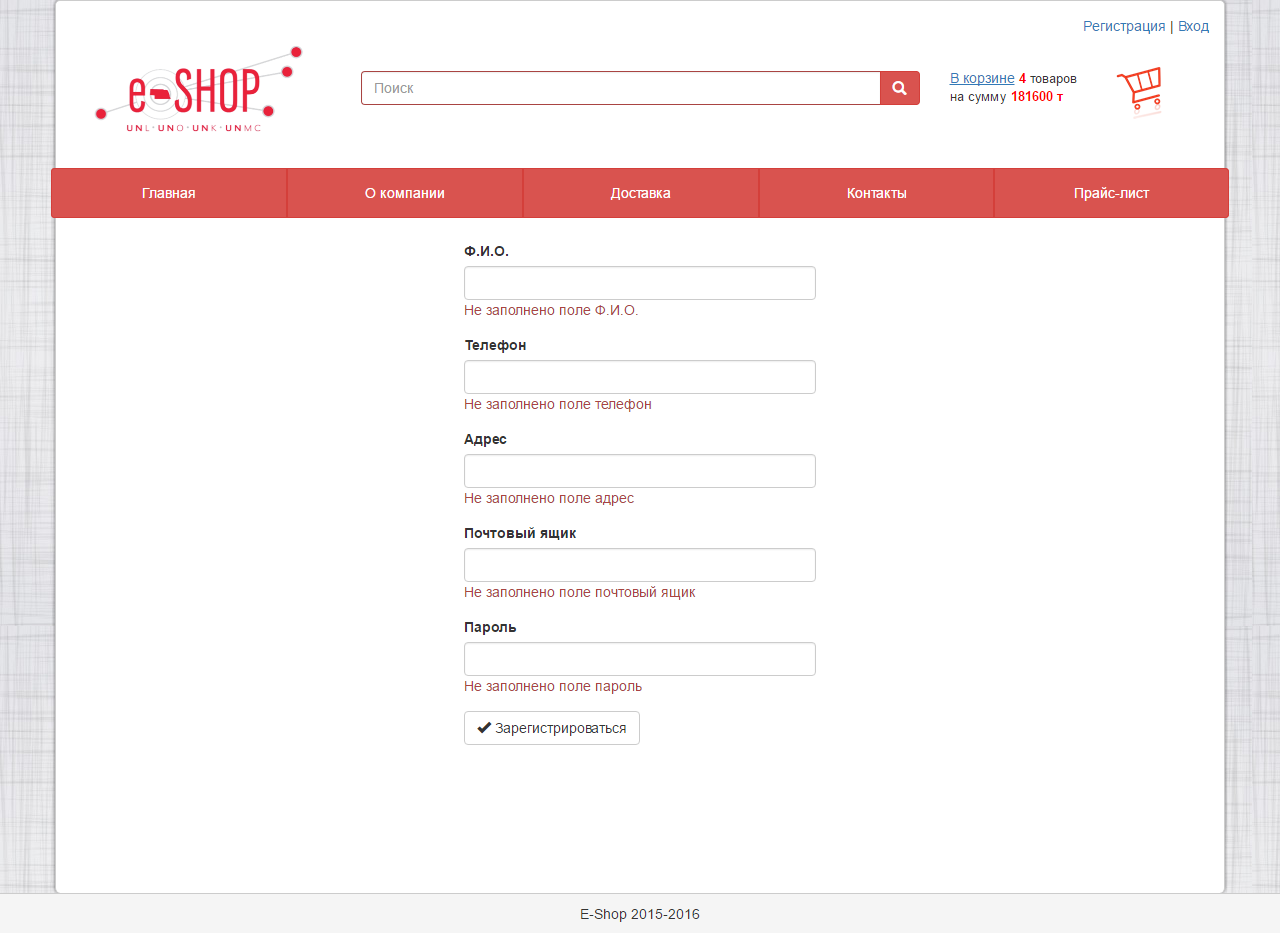 Регистрация | Вход
e-SHOP
UNL·UNO·UNK·UNMC
Поиск
В корзине 4 товаров
на сумму 181600 т
Главная
О компании
Доставка
Контакты
Прайс-лист
Ф.И.О.
Не заполнено поле Ф.И.О.
Телефон
Не заполнено поле телефон
Адрес
Не заполнено поле адрес
Почтовый ящик
Не заполнено поле почтовый ящик
Пароль
Не заполнено поле пароль
Зарегистрироваться
E-Shop 2015-2016